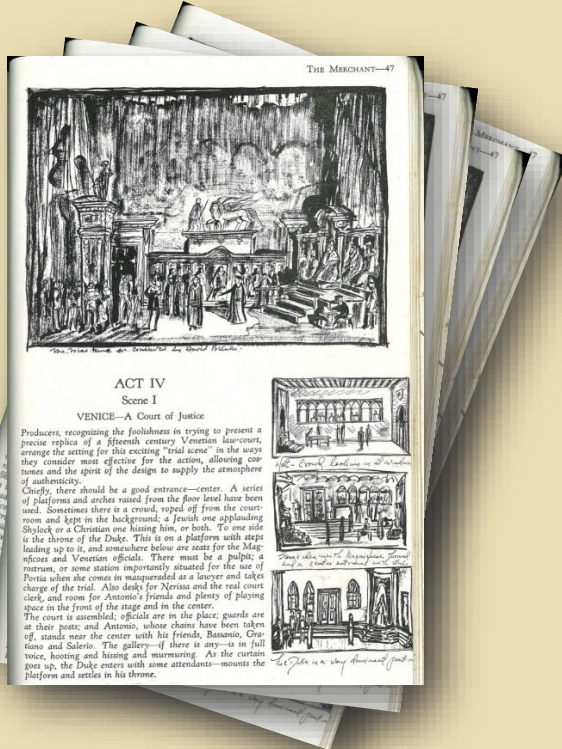 THE MERCHANT—47
ACT IV
Scene I
VENICE—A Court of Justice
Producers, recognizing the foolishness in trying to present a
precise replica of a fifteenth century Venetian law-court,
arrange the setting for this exciting "trial scene" in the ways
they consider most effective for the action, allowing cos-
tumes and the spirit of the design to supply the atmosphere
of authenticity.
Chiefly, there should be a good entrance—center. A series
of platforms and arches raised from the floor level have been
used. Sometimes there is a crowd, roped off from the court-
room and kept in the background; a Jewish one applauding
Shylock or a Christian one hissing him, or both. To one side
is the throne of the Duke. This is on a platform with steps
leading up to it, and somewhere below are seats for the Mag-
nficoes and Venetian officials. There must be a pulpit; a
rostrum, or some station importantly situated for the use of
Portia when she comes in masqueraded as a lawyer and takes
charge of the trial. Also desks for Nerissa and the real court
clerk, and room for Antonio's friends and plenty of playing
space in the front of the stage and in the center.
The court is assembled; officials are in the place; guards are
at their posts; and Antonio, whose chains have been taken
off, stands near the center with his friends, Bassanio, Gra-
tiano and Salerio. The gallery—if there is any—is in full
voice, hooting and hissing and murmuring. As the curtain
goes up, the Duke enters with some attendants—mounts the
platform and settles in his throne.
The Duke is in a very dominant
—47
MERCHANT—47